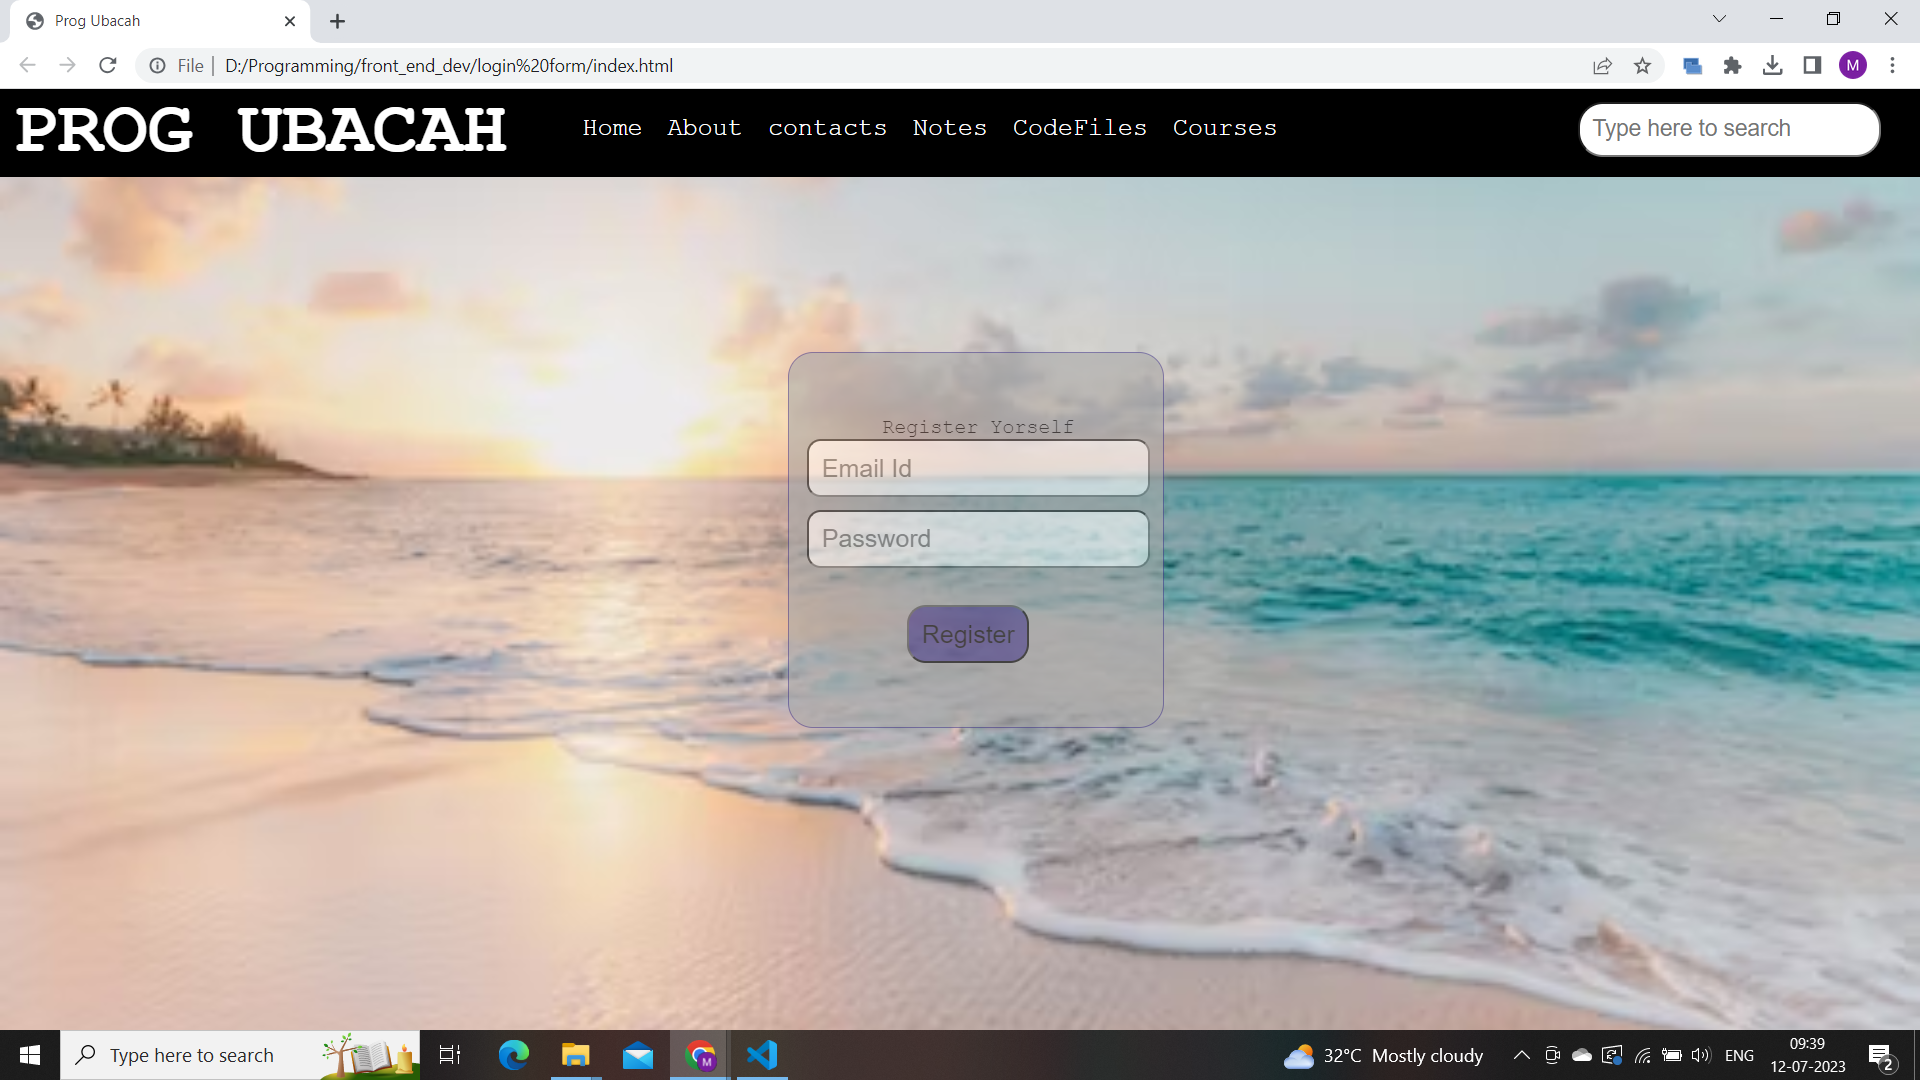 Prog Ubacah
File | D:/Programming/front_end_dev/login%20form/index.html
M
PROG UBACAH
Home About contacts Notes CodeFiles Courses
Type here to search
Register Yorself
Email Id
Password
Register
Type here to search
M
32°C Mostly cloudy
ENG
09:39
12-07-2023
2